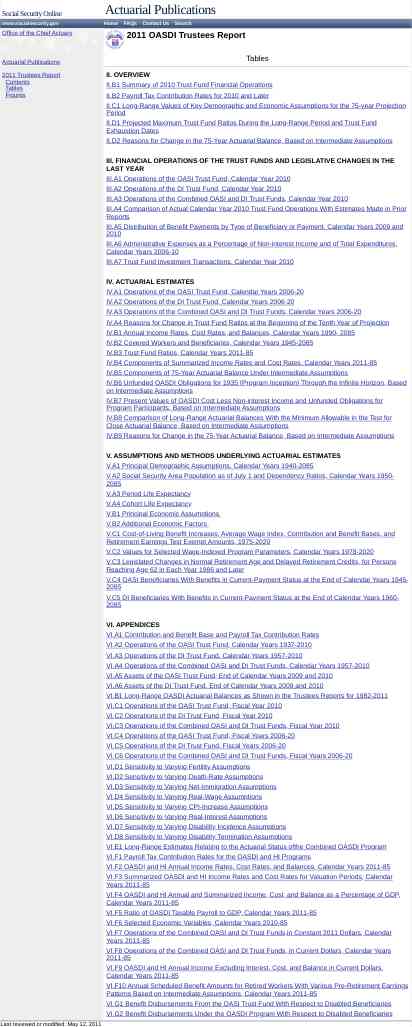 Social Security Online
Actuarial Publications
www.socialsecurity.gov
Home FAQs Contact Us Search
Office of the Chief Actuary
Actuarial Publications
2011 Trustees Report
Contents
Tables
Figures
2011 OASDI Trustees Report
Tables
II. OVERVIEW
II.B1 Summary of 2010 Trust Fund Financial Operations
II.B2 Payroll Tax Contribution Rates for 2010 and Later
II.C1 Long-Range Values of Key Demographic and Economic Assumptions for the 75-year Projection
Period
II.D1 Projected Maximum Trust Fund Ratios During the Long-Range Period and Trust Fund
Exhaustion Dates
II.D2 Reasons for Change in the 75-Year Actuarial Balance, Based on Intermediate Assumptions
III. FINANCIAL OPERATIONS OF THE TRUST FUNDS AND LEGISLATIVE CHANGES IN THE
LAST YEAR
III.A1 Operations of the OASI Trust Fund, Calendar Year 2010
III.A2 Operations of the DI Trust Fund, Calendar Year 2010
III.A3 Operations of the Combined OASI and DI Trust Funds, Calendar Year 2010
III.A4 Comparison of Actual Calendar Year 2010 Trust Fund Operations With Estimates Made in Prior
Reports
III.A5 Distribution of Benefit Payments by Type of Beneficiary or Payment, Calendar Years 2009 and
2010
III.A6 Administrative Expenses as a Percentage of Non-interest Income and of Total Expenditures,
Calendar Years 2006-10
III.A7 Trust Fund Investment Transactions, Calendar Year 2010
IV. ACTUARIAL ESTIMATES
IV.A1 Operations of the OASI Trust Fund, Calendar Years 2006-20
IV.A2 Operations of the DI Trust Fund, Calendar Years 2006-20
IV.A3 Operations of the Combined OASI and DI Trust Funds, Calendar Years 2006-20
IV.A4 Reasons for Change in Trust Fund Ratios at the Beginning of the Tenth Year of Projection
IV.B1 Annual Income Rates, Cost Rates, and Balances, Calendar Years 1990- 2085
IV.B2 Covered Workers and Beneficiaries, Calendar Years 1945-2085
IV.B3 Trust Fund Ratios, Calendar Years 2011-85
IV.B4 Components of Summarized Income Rates and Cost Rates, Calendar Years 2011-85
IV.B5 Components of 75-Year Actuarial Balance Under Intermediate Assumptions
IV.B6 Unfunded OASDI Obligations for 1935 (Program Inception) Through the Infinite Horizon, Based
on Intermediate Assumptions
IV.B7 Present Values of OASDI Cost Less Non-interest Income and Unfunded Obligations for
Program Participants, Based on Intermediate Assumptions
IV.B8 Comparison of Long-Range Actuarial Balances With the Minimum Allowable in the Test for
Close Actuarial Balance, Based on Intermediate Assumptions
IV.B9 Reasons for Change in the 75-Year Actuarial Balance, Based on Intermediate Assumptions
V. ASSUMPTIONS AND METHODS UNDERLYING ACTUARIAL ESTIMATES
V.A1 Principal Demographic Assumptions, Calendar Years 1940-2085
V.A2 Social Security Area Population as of July 1 and Dependency Ratios, Calendar Years 1950-
2085
V.A3 Period Life Expectancy
V.A4 Cohort Life Expectancy
V.B1 Principal Economic Assumptions
V.B2 Additional Economic Factors
V.C1 Cost-of-Living Benefit Increases, Average Wage Index, Contribution and Benefit Bases, and
Retirement Earnings Test Exempt Amounts, 1975-2020
V.C2 Values for Selected Wage-Indexed Program Parameters, Calendar Years 1978-2020
V.C3 Legislated Changes in Normal Retirement Age and Delayed Retirement Credits, for Persons
Reaching Age 62 in Each Year 1986 and Later
V.C4 OASI Beneficiaries With Benefits in Current-Payment Status at the End of Calendar Years 1945-
2085
V.C5 DI Beneficiaries With Benefits in Current-Payment Status at the End of Calendar Years 1960-
2085
VI. APPENDICES
VI.A1 Contribution and Benefit Base and Payroll Tax Contribution Rates
VI.A2 Operations of the OASI Trust Fund, Calendar Years 1937-2010
VI.A3 Operations of the DI Trust Fund, Calendar Years 1957-2010
VI.A4 Operations of the Combined OASI and DI Trust Funds, Calendar Years 1957-2010
VI.A5 Assets of the OASI Trust Fund, End of Calendar Years 2009 and 2010
VI.A6 Assets of the DI Trust Fund, End of Calendar Years 2009 and 2010
VI.B1 Long-Range OASDI Actuarial Balances as Shown in the Trustees Reports for 1982-2011
VI.C1 Operations of the OASI Trust Fund, Fiscal Year 2010
VI.C2 Operations of the DI Trust Fund, Fiscal Year 2010
VI.C3 Operations of the Combined OASI and DI Trust Funds, Fiscal Year 2010
VI.C4 Operations of the OASI Trust Fund, Fiscal Years 2006-20
VI.C5 Operations of the DI Trust Fund, Fiscal Years 2006-20
VI.C6 Operations of the Combined OASI and DI Trust Funds, Fiscal Years 2006-20
VI.D1 Sensitivity to Varying Fertility Assumptions
VI.D2 Sensitivity to Varying Death-Rate Assumptions
VI.D3 Sensitivity to Varying Net-Immigration Assumptions
VI.D4 Sensitivity to Varying Real-Wage Assumptions
VI.D5 Sensitivity to Varying CPI-Increase Assumptions
VI.D6 Sensitivity to Varying Real-Interest Assumptions
VI.D7 Sensitivity to Varying Disability Incidence Assumptions
VI.D8 Sensitivity to Varying Disability Termination Assumptions
VI.E1 Long-Range Estimates Relating to the Actuarial Status of the Combined OASDI Program
VI.F1 Payroll Tax Contribution Rates for the OASDI and HI Programs
VI.F2 OASDI and HI Annual Income Rates, Cost Rates, and Balances, Calendar Years 2011-85
VI.F3 Summarized OASDI and HI Income Rates and Cost Rates for Valuation Periods, Calendar
Years 2011-85
VI.F4 OASDI and HI Annual and Summarized Income, Cost, and Balance as a Percentage of GDP,
Calendar Years 2011-85
VI.F5 Ratio of OASDI Taxable Payroll to GDP, Calendar Years 2011-85
VI.F6 Selected Economic Variables, Calendar Years 2010-85
VI.F7 Operations of the Combined OASI and DI Trust Funds, in Constant 2011 Dollars, Calendar
Years 2011-85
VI.F8 Operations of the Combined OASI and DI Trust Funds, in Current Dollars, Calendar Years
2011-85
VI.F9 OASDI and HI Annual Income Excluding Interest, Cost, and Balance in Current Dollars,
Calendar Years 2011-85
VI.F10 Annual Scheduled Benefit Amounts for Retired Workers With Various Pre-Retirement Earnings
Patterns Based on Intermediate Assumptions, Calendar Years 2011-85
VI.G1 Benefit Disbursements From the OASI Trust Fund With Respect to Disabled Beneficiaries
VI.G2 Benefit Disbursements Under the OASDI Program With Respect to Disabled Beneficiaries
Last reviewed or modified: May 12, 2011